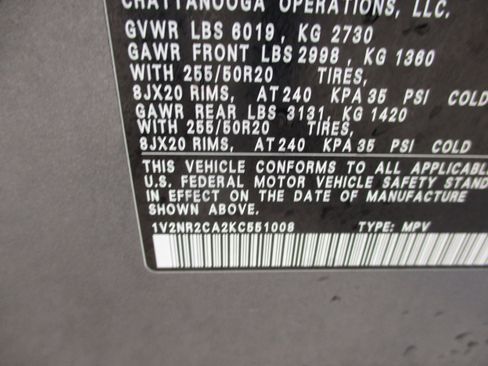 CHATTANOOGA OPERATIONS, LLC.
GVWR LBS 6019, KG 2730
GAWR FRONT LBS 2998, KG 1360
WITH 255/50R20 TIRES,
8JX20 RIMS, AT 240 KPA 35 PSI COLD
GAWR REAR LBS 3131, KG 1420
WITH 255/50R20 TIRES,
8JX20 RIMS, AT 240 KPA 35 PSI COLD
THIS VEHICLE CONFORMS TO ALL APPLICABL
U.S. FEDERAL MOTOR VEHICLE SAFETY STAND
IN EFFECT ON THE DATE OF MANUFACTURE
SHOWN ABOVE.
1V2NR2CA2KC551008 TYPE: MPV